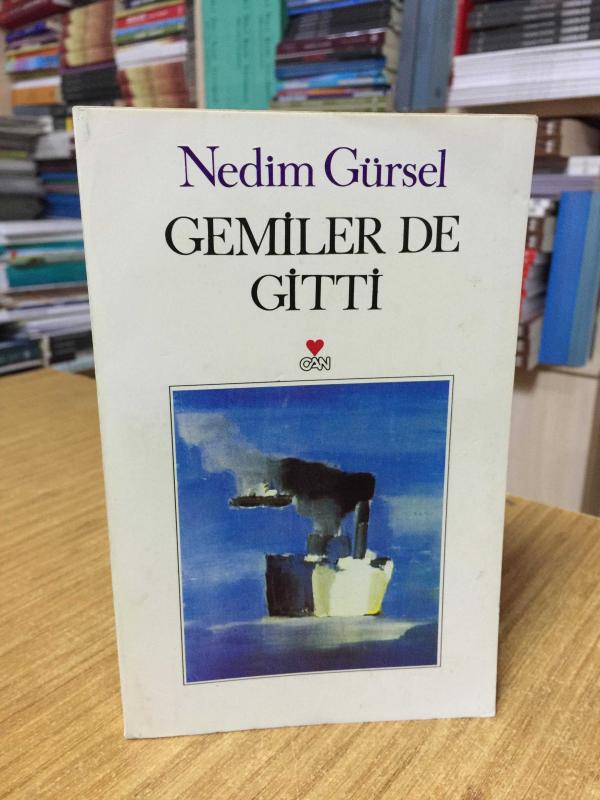 Nedim Gürsel
GEMİLER DE
GİTTİ
CAN